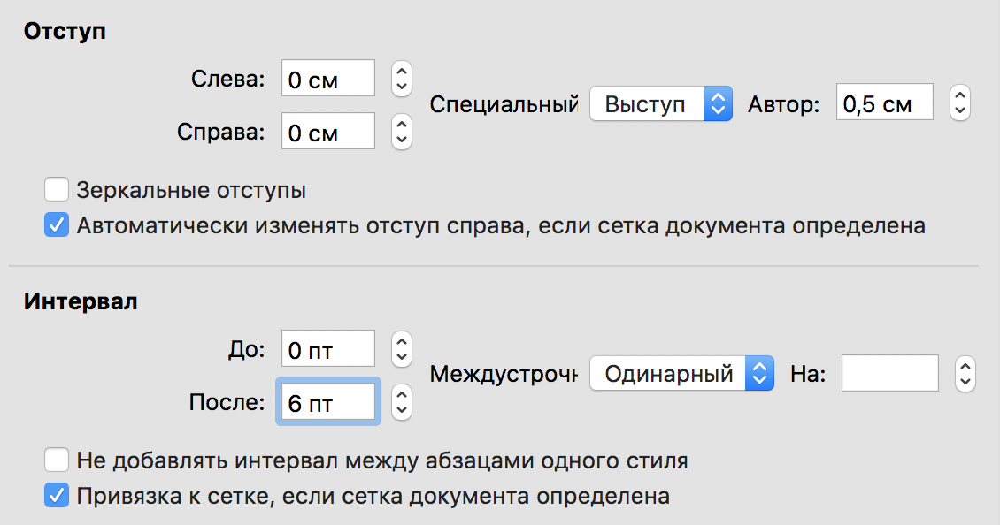 Отступ
Слева: 0 см
Специальный Выступ Автор: 0,5 см
Справа: 0 см
Зеркальные отступы
Автоматически изменять отступ справа, если сетка документа определена
Интервал
До: 0 пт
Междустрочн Одинарный На:
После: 6 пт
Не добавлять интервал между абзацами одного стиля
Привязка к сетке, если сетка документа определена